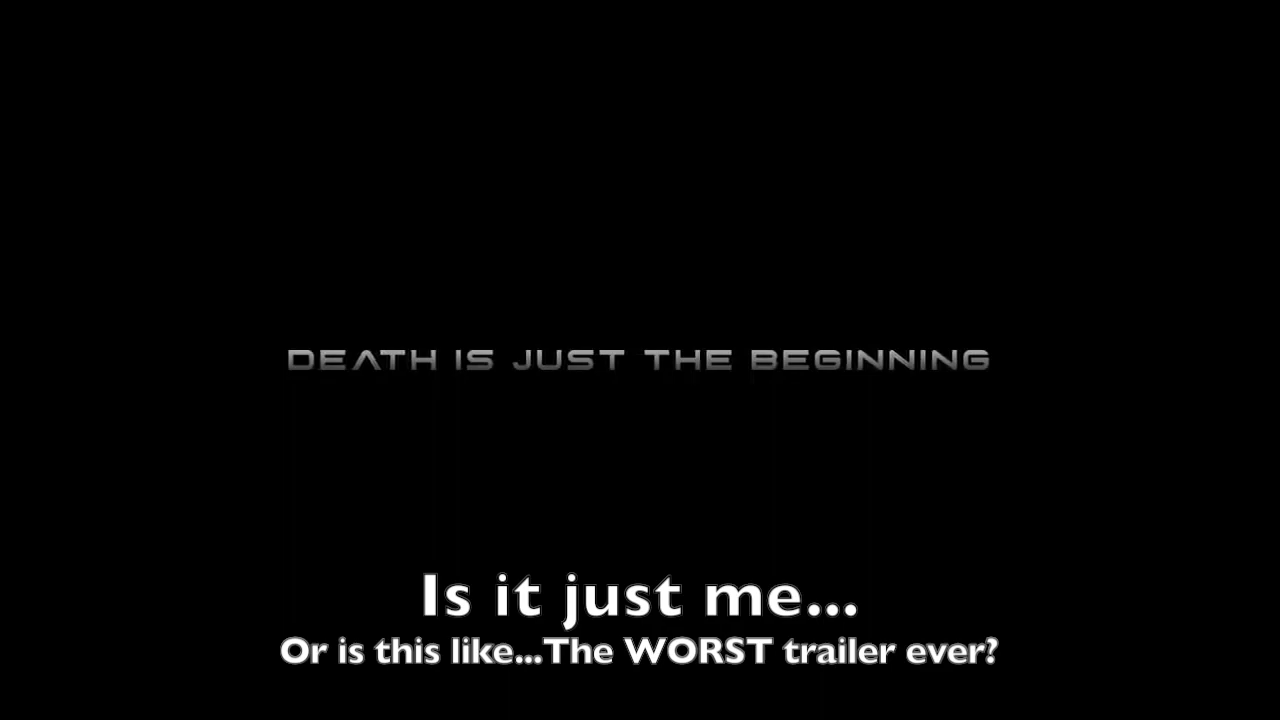 DEATH IS JUST THE BEGINNING
Is it just me...
Or is this like...The WORST trailer ever?